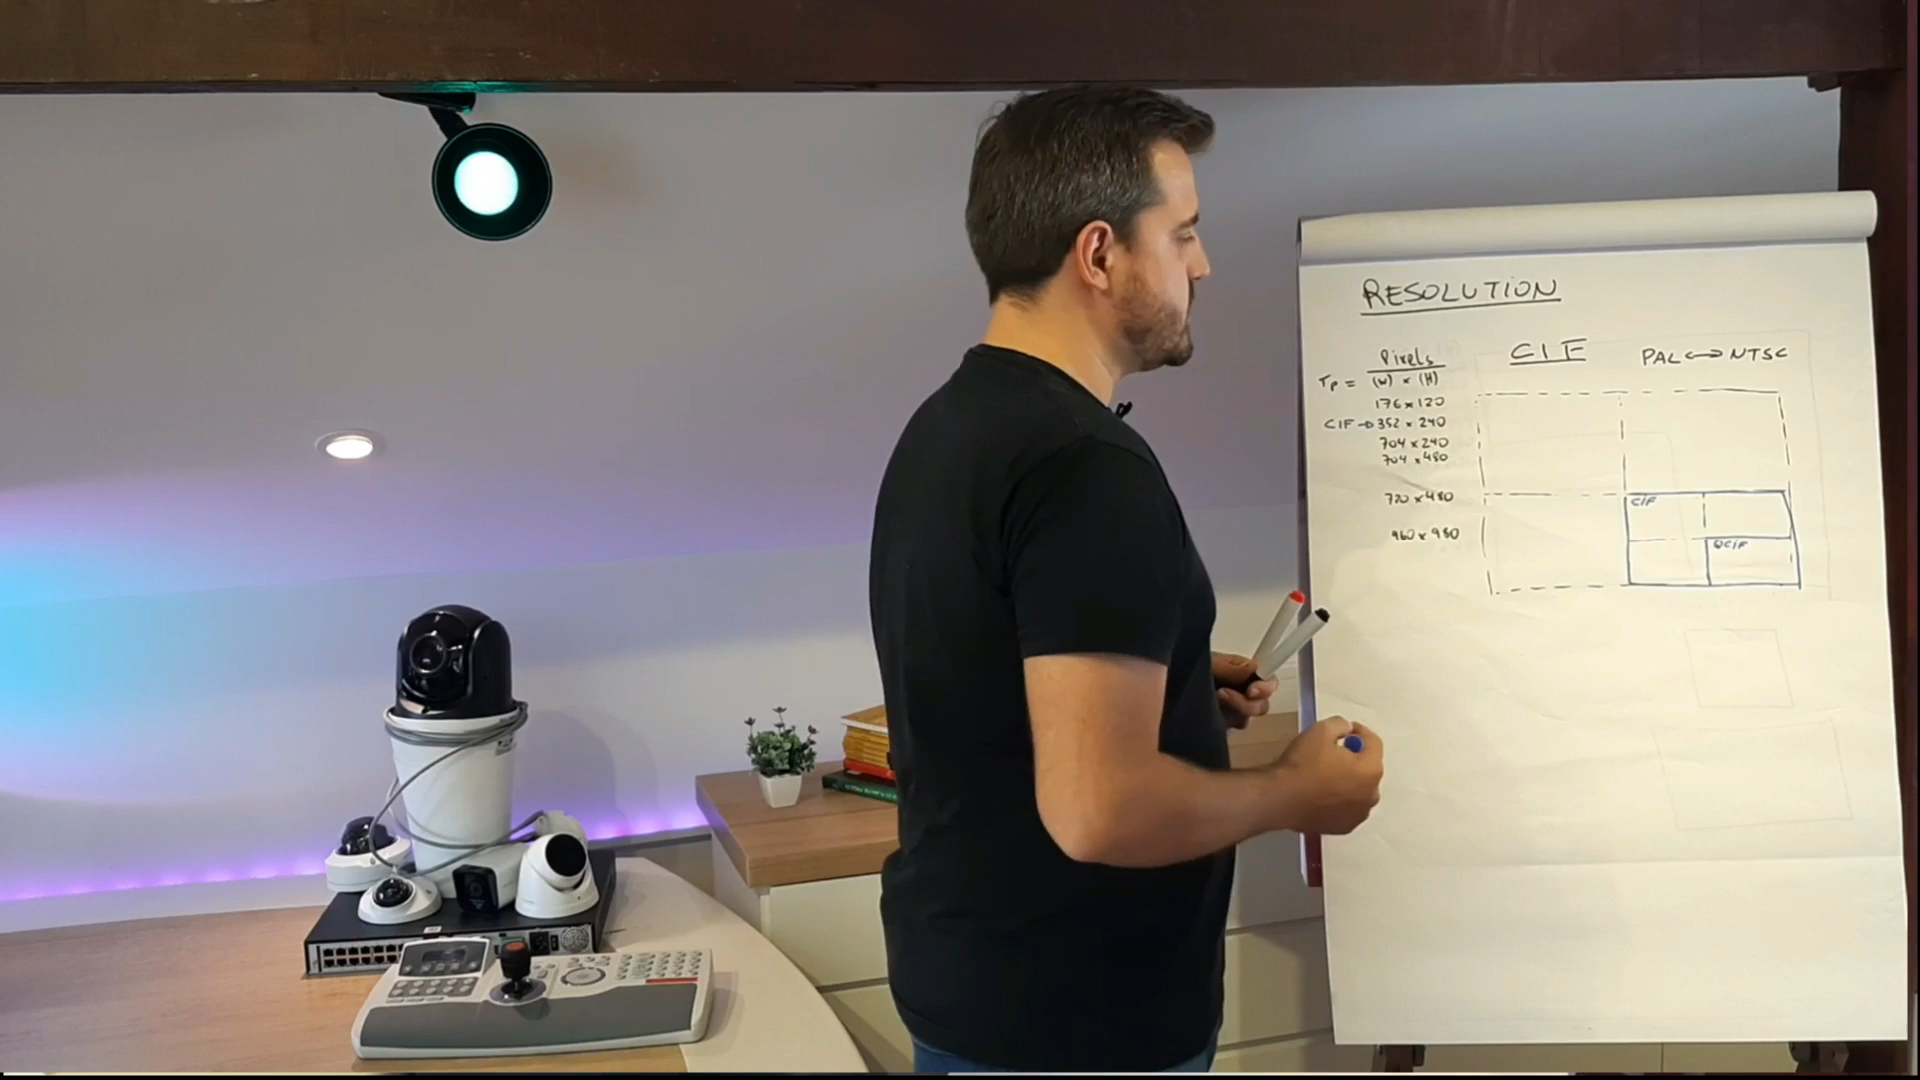 RESOLUTION
Pixels
CIF
PAL <-> NTSC
TP = (W) x (H)
176 x 120
CIF -> 352 x 240
704 x 240
704 x 480
720 x 480
960 x 480
CIF
QCIF